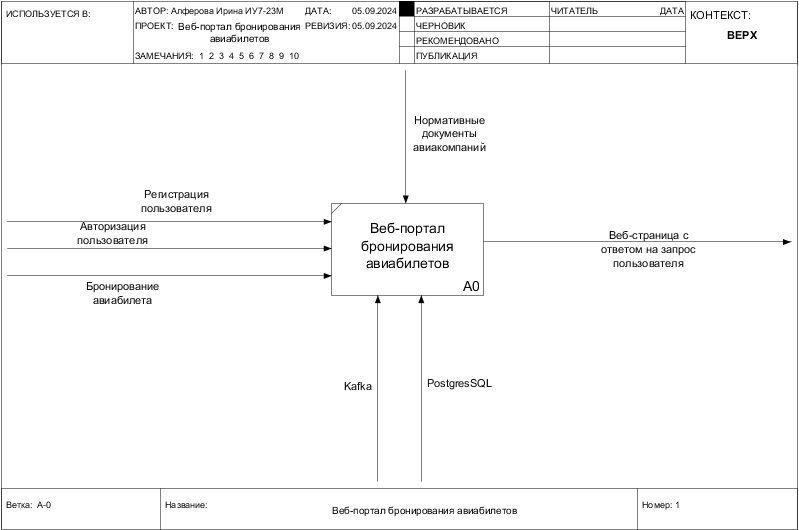 ИСПОЛЬЗУЕТСЯ В:
АВТОР: Алферова Ирина ИУ7-23М
ДАТА: 05.09.2024
ПРОЕКТ: Веб-портал бронирования
авиабилетов
РЕВИЗИЯ: 05.09.2024
ЗАМЕЧАНИЯ: 1 2 3 4 5 6 7 8 9 10
РАЗРАБАТЫВАЕТСЯ
ЧЕРНОВИК
РЕКОМЕНДОВАНО
ПУБЛИКАЦИЯ
ЧИТАТЕЛЬ ДАТА
КОНТЕКСТ:
ВЕРХ
Нормативные
документы
авиакомпаний
Регистрация
пользователя
Авторизация
пользователя
Бронирование
авиабилета
Веб-портал
бронирования
авиабилетов
A0
Веб-страница с
ответом на запрос
пользователя
Kafka
PostgresSQL
Ветка: A-0
Название:
Веб-портал бронирования авиабилетов
Номер: 1